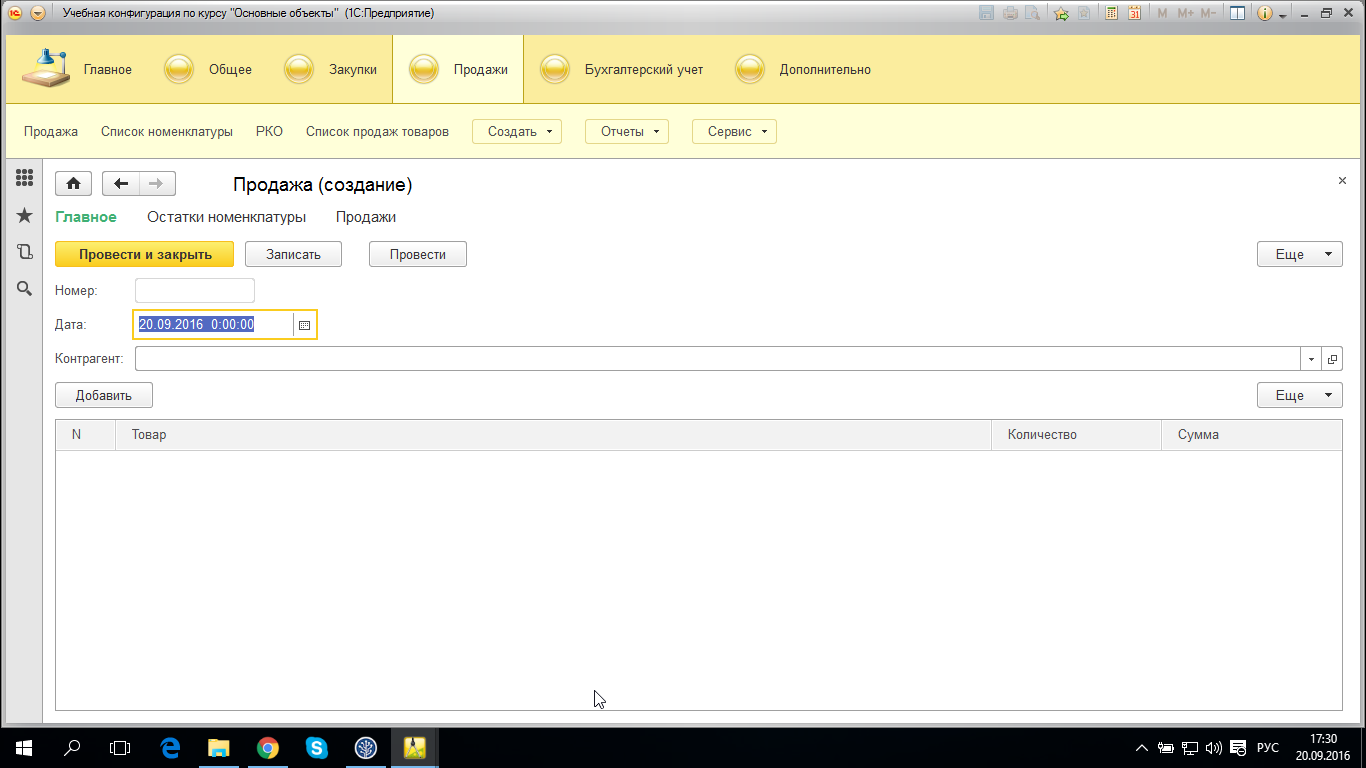 Учебная конфигурация по курсу "Основные объекты" (1С:Предприятие)
31 M M+ M-
Главное Общее Закупки Продажи Бухгалтерский учет Дополнительно
Продажа Список номенклатуры РКО Список продаж товаров Создать Отчеты Сервис
Продажа (создание)
Главное Остатки номенклатуры Продажи
Провести и закрыть Записать Провести Еще
Номер:
Дата: 20.09.2016 0:00:00
Контрагент:
Добавить Еще
N Товар Количество Сумма
РУС 17:30
20.09.2016